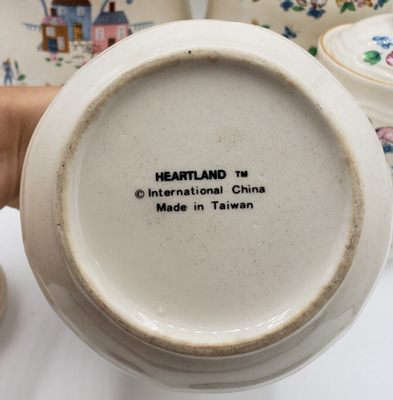 HEARTLAND ™
© International China
Made in Taiwan